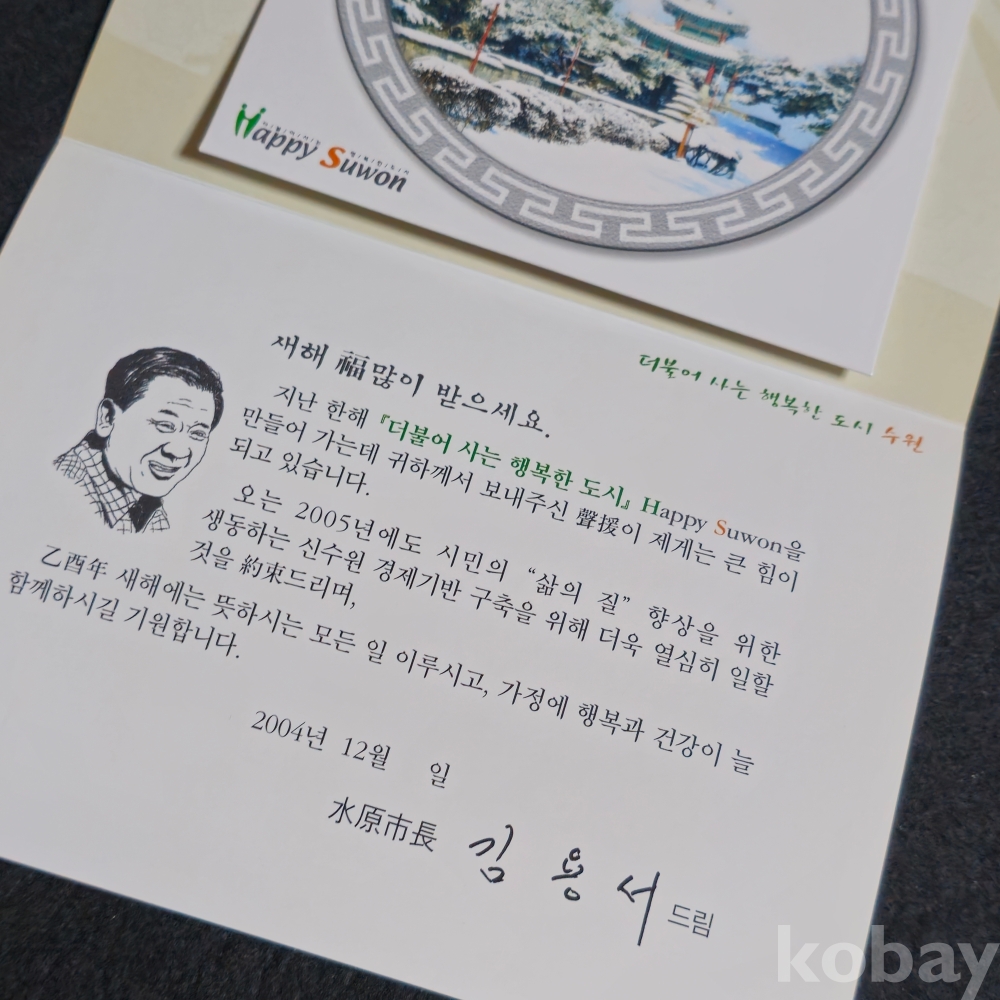 Happy Suwon
더불어 사는 행복한 도시 수원
새해 福 많이 받으세요.
지난 한해 『더불어 사는 행복한 도시』 Happy Suwon을
만들어 가는데 귀하께서 보내주신 聲援이 제게는 큰 힘이
되고 있습니다.
오는 2005년에도 시민의 “삶의 질” 향상을 위한
생동하는 신수원 경제기반 구축을 위해 더욱 열심히 일할
것을 約束드리며,
乙酉年 새해에는 뜻하시는 모든 일 이루시고, 가정에 행복과 건강이 늘
함께하시길 기원합니다.
2004년 12월 일
水原市長 김용서 드림
kobay